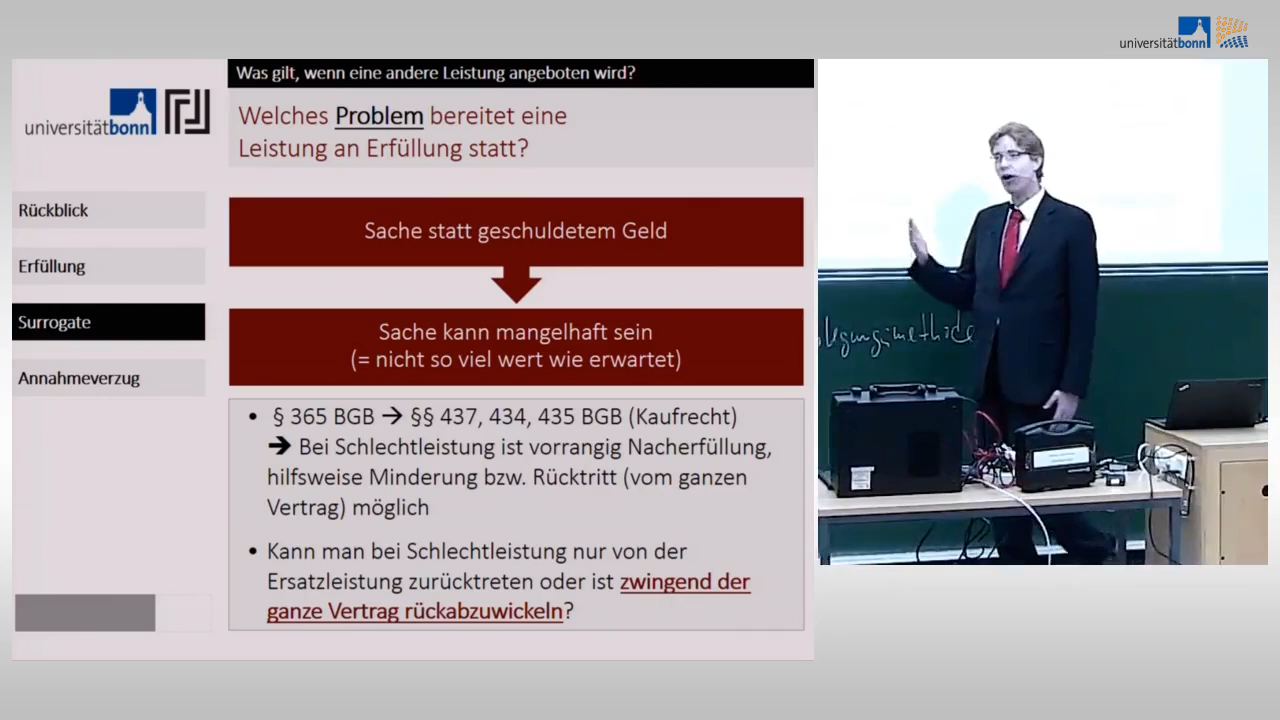 universitätbonn
Was gilt, wenn eine andere Leistung angeboten wird?
universitätbonn
Welches Problem bereitet eine
Leistung an Erfüllung statt?
Rückblick
Erfüllung
Surrogate
Annahmeverzug
Sache statt geschuldetem Geld
Sache kann mangelhaft sein
(= nicht so viel wert wie erwartet)
• § 365 BGB → §§ 437, 434, 435 BGB (Kaufrecht)
→ Bei Schlechtleistung ist vorrangig Nacherfüllung,
hilfsweise Minderung bzw. Rücktritt (vom ganzen
Vertrag) möglich
• Kann man bei Schlechtleistung nur von der
Ersatzleistung zurücktreten oder ist zwingend der
ganze Vertrag rückabzuwickeln?